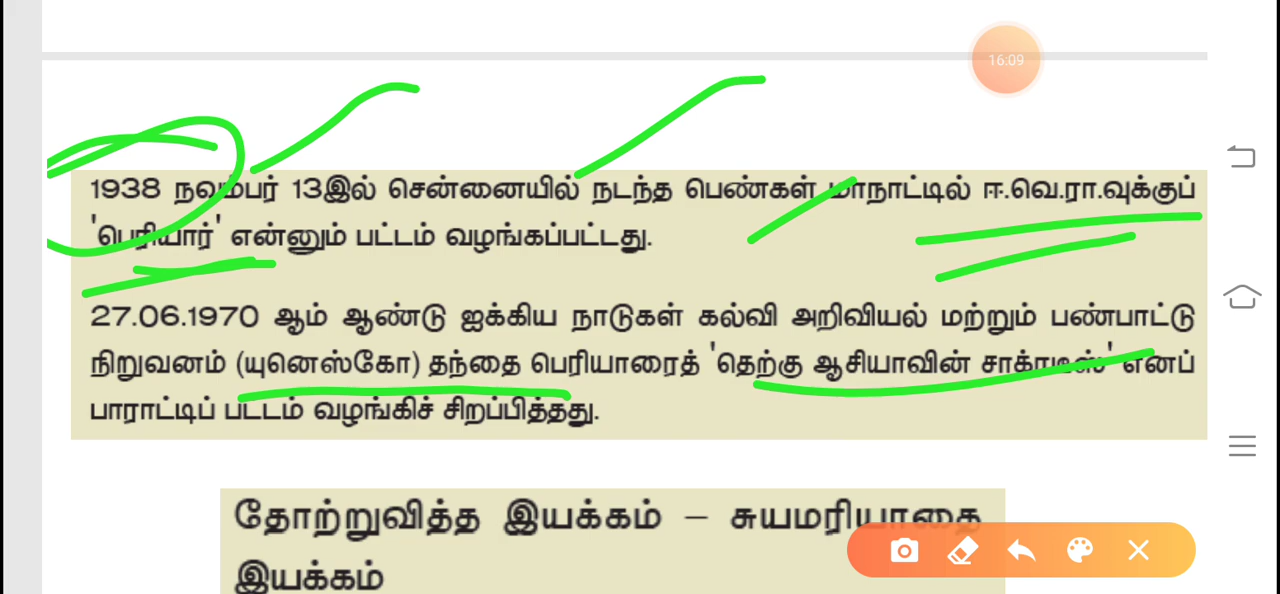 16:09
1938 நவம்பர் 13இல் சென்னையில் நடந்த பெண்கள் மாநாட்டில் ஈ.வெ.ரா.வுக்குப்
'பெரியார்' என்னும் பட்டம் வழங்கப்பட்டது.
27.06.1970 ஆம் ஆண்டு ஐக்கிய நாடுகள் கல்வி அறிவியல் மற்றும் பண்பாட்டு
நிறுவனம் (யுனெஸ்கோ) தந்தை பெரியாரைத் 'தெற்கு ஆசியாவின் சாக்ரடீஸ்' எனப்
பாராட்டிப் பட்டம் வழங்கிச் சிறப்பித்தது.
தோற்றுவித்த இயக்கம் – சுயமரியாதை
இயக்கம்